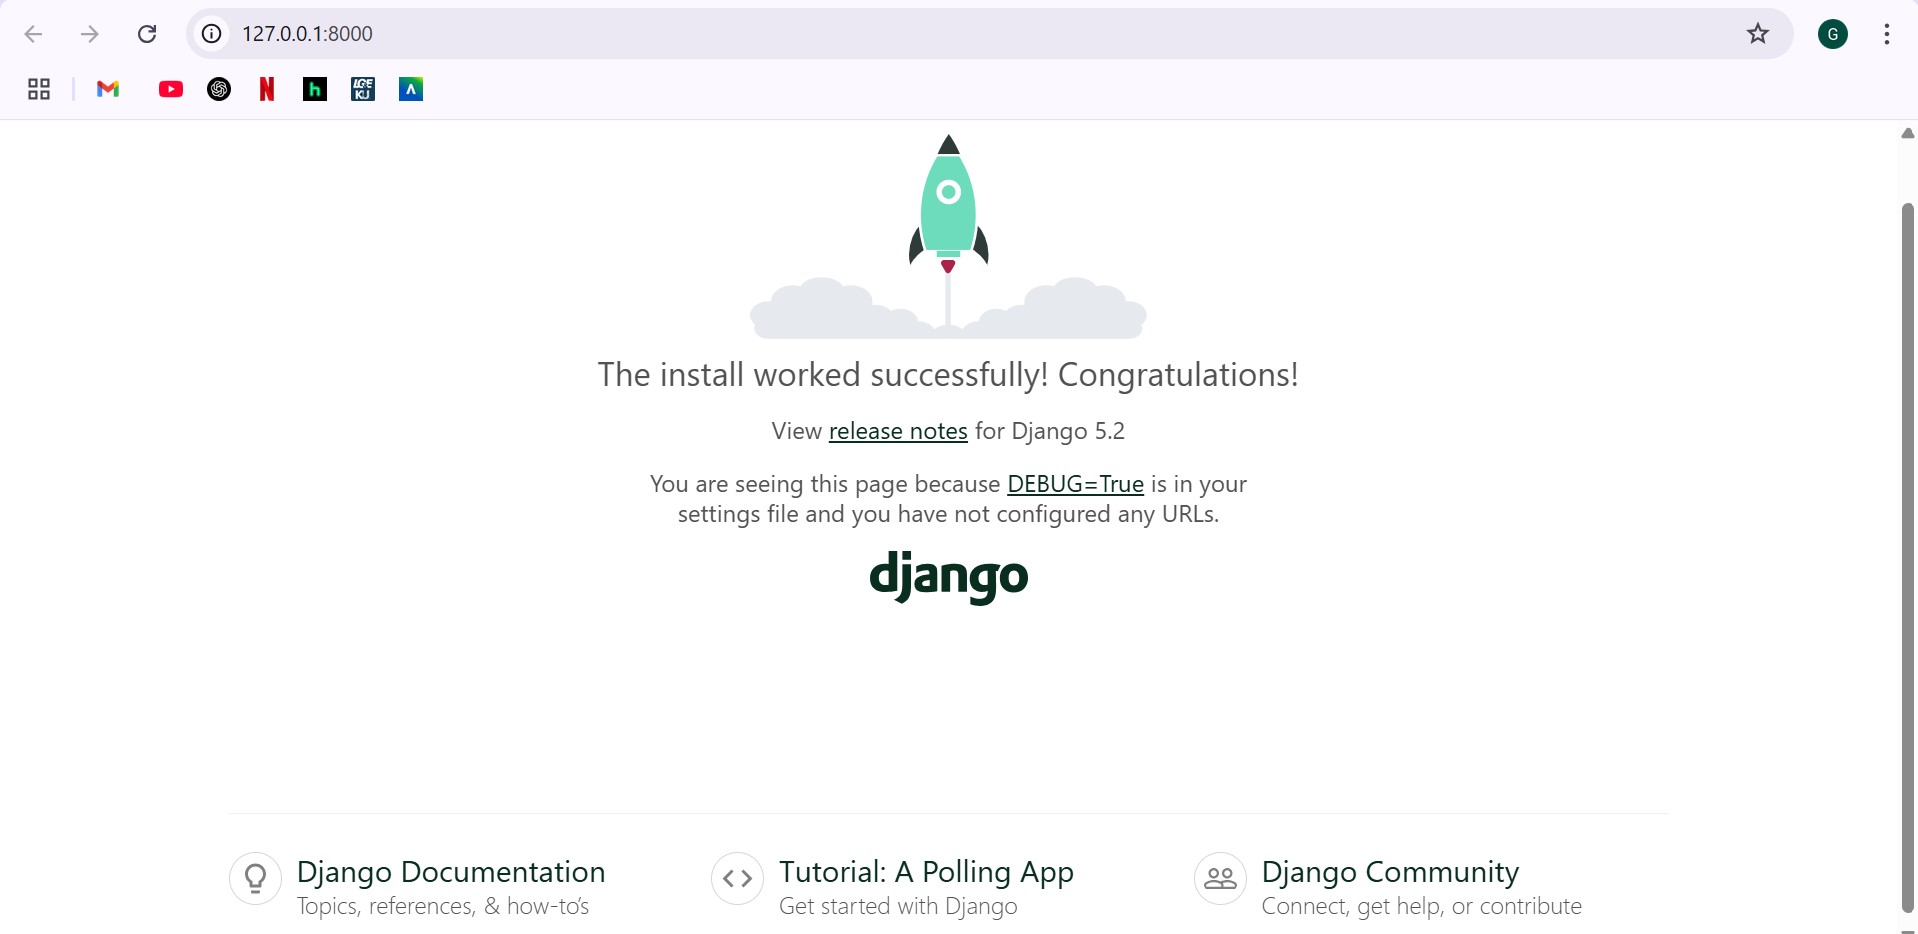 127.0.0.1:8000
G
N
h
LGE
KU
The install worked successfully! Congratulations!
View release notes for Django 5.2
You are seeing this page because DEBUG=True is in your
settings file and you have not configured any URLs.
django
Django Documentation
Topics, references, & how-to's
Tutorial: A Polling App
Get started with Django
Django Community
Connect, get help, or contribute